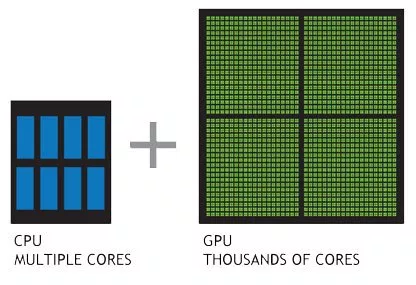 CPU
MULTIPLE CORES
GPU
THOUSANDS OF CORES